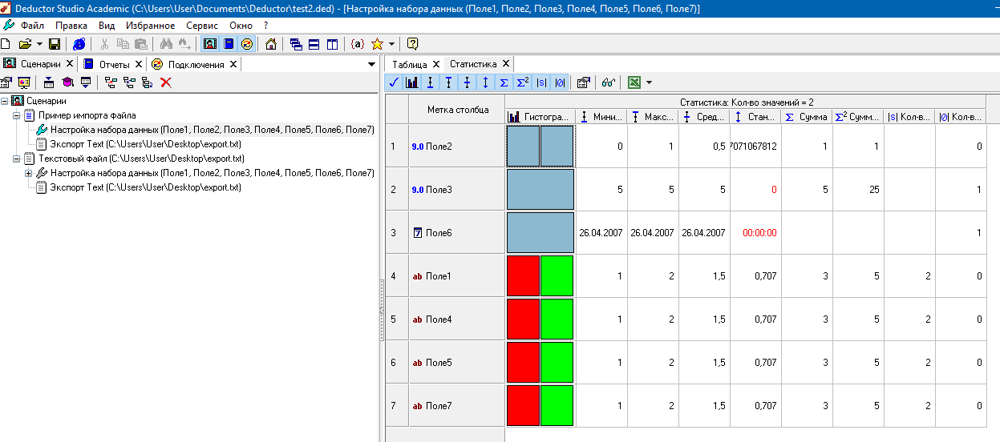 Deductor Studio Academic (C:\Users\User\Documents\Deductor\test2.ded) - [Настройка набора данных (Поле1, Поле2, Поле3, Поле4, Поле5, Поле6, Поле7)]
Файл Правка Вид Избранное Сервис Окно ?
{a}
Сценарии Отчеты Подключения
Таблица Статистика
Σ Σ² |s| |0|
Сценарии
Пример импорта файла
Настройка набора данных (Поле1, Поле2, Поле3, Поле4, Поле5, Поле6, Поле7)
Экспорт Text (C:\Users\User\Desktop\export.txt)
Текстовый файл (C:\Users\User\Desktop\export.txt)
Настройка набора данных (Поле1, Поле2, Поле3, Поле4, Поле5, Поле6, Поле7)
Экспорт Text (C:\Users\User\Desktop\export.txt)
Метка столбца
Статистика: Кол-во значений = 2
Гистогра... Мини... Макс... Сред... Стан... Σ Сумма Σ² Сумм... |s| Кол-в... |0| Кол-в...
1 9.0 Поле2 0 1 0,5 7071067812 1 1 0
2 9.0 Поле3 5 5 5 0 5 25 1
3 7 Поле6 26.04.2007 26.04.2007 26.04.2007 00:00:00 1
4 ab Поле1 1 2 1,5 0,707 3 5 2 0
5 ab Поле4 1 2 1,5 0,707 3 5 2 0
6 ab Поле5 1 2 1,5 0,707 3 5 2 0
7 ab Поле7 1 2 1,5 0,707 3 5 2 0